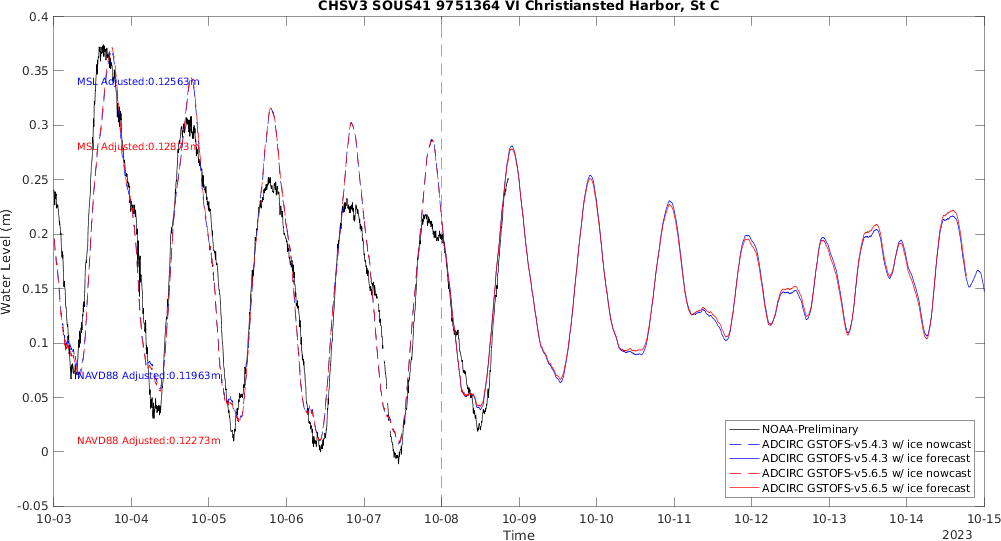 CHSV3 SOUS41 9751364 VI Christiansted Harbor, St C
0.4
0.35
0.3
0.25
0.2
0.15
0.1
0.05
0
-0.05
Water Level (m)
MSL Adjusted:0.12563m
MSL
NAVD88 Adjusted:0.11963m
NAVD88 Adjusted:0.12273m
NOAA-Preliminary
ADCIRC GSTOFS-v5.4.3 w/ ice nowcast
ADCIRC GSTOFS-v5.4.3 w/ ice forecast
ADCIRC GSTOFS-v5.6.5 w/ ice nowcast
ADCIRC GSTOFS-v5.6.5 w/ ice forecast
10-03 10-04 10-05 10-06 10-07 10-08 10-09 10-10 10-11 10-12 10-13 10-14 10-15
Time
2023